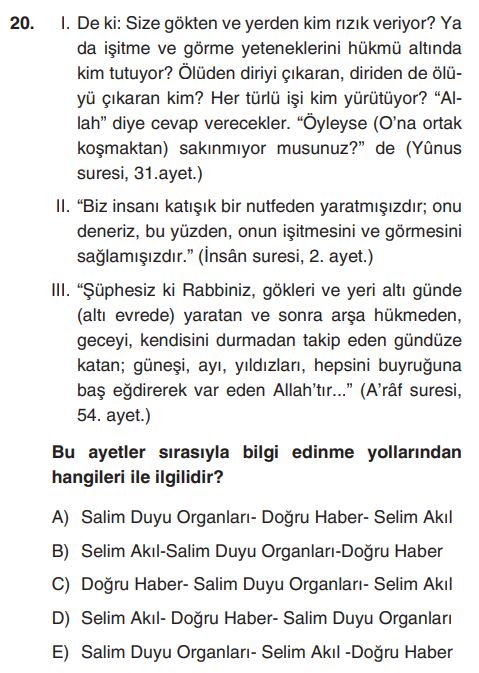 20. I. De ki: Size gökten ve yerden kim rızık veriyor? Ya
da işitme ve görme yeteneklerini hükmü altında
kim tutuyor? Ölüden diriyi çıkaran, diriden de ölü-
yü çıkaran kim? Her türlü işi kim yürütüyor? “Al-
lah” diye cevap verecekler. “Öyleyse (O’na ortak
koşmaktan) sakınmıyor musunuz?” de (Yûnus
suresi, 31.ayet.)
II. “Biz insanı katışık bir nutfeden yaratmışızdır; onu
deneriz, bu yüzden, onun işitmesini ve görmesini
sağlamışızdır.” (İnsân suresi, 2. ayet.)
III. “Şüphesiz ki Rabbiniz, gökleri ve yeri altı günde
(altı evrede) yaratan ve sonra arşa hükmeden,
geceyi, kendisini durmadan takip eden gündüze
katan; güneşi, ayı, yıldızları, hepsini buyruğuna
baş eğdirerek var eden Allah’tır...” (A’râf suresi,
54. ayet.)
Bu ayetler sırasıyla bilgi edinme yollarından
hangileri ile ilgilidir?
A) Salim Duyu Organları- Doğru Haber- Selim Akıl
B) Selim Akıl-Salim Duyu Organları-Doğru Haber
C) Doğru Haber- Salim Duyu Organları- Selim Akıl
D) Selim Akıl- Doğru Haber- Salim Duyu Organları
E) Salim Duyu Organları- Selim Akıl -Doğru Haber